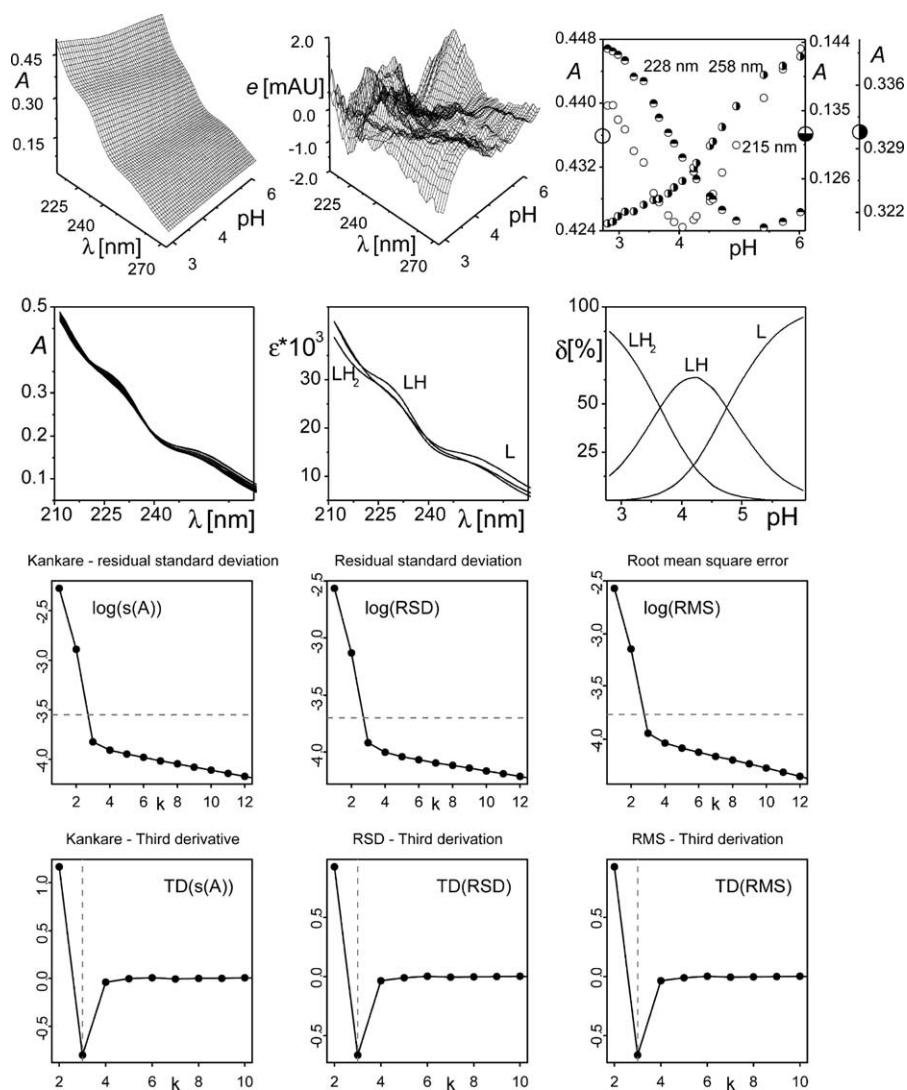 0.45
A
0.30
0.15
225
240
λ [nm]
270
3
4
pH
6
2.0
1.0
e [mAU]
0.0
-1.0
-2.0
225
240
λ [nm]
270
3
4
pH
6
0.448
A
0.440
0.432
0.424
228 nm
258 nm
215 nm
3
4
5
6
pH
0.144
A
0.135
0.126
A
0.336
0.329
0.322
0.5
A
0.4
0.3
0.2
0.1
210
225
240
λ [nm]
ε*10³
30
20
10
LH₂
LH
L
210
225
240
λ [nm]
100
δ[%]
50
25
LH₂
LH
L
3
4
5
pH
Kankare - residual standard deviation
log(s(A))
-2.5
-3.0
-3.5
-4.0
2
4
6
k
8
10
12
Residual standard deviation
log(RSD)
-2.5
-3.0
-3.5
-4.0
2
4
6
k
8
10
12
Root mean square error
log(RMS)
-2.5
-3.0
-3.5
-4.0
2
4
6
k
8
10
12
Kankare - Third derivative
TD(s(A))
1.0
0.5
0.0
-0.5
2
4
6
k
8
10
RSD - Third derivation
TD(RSD)
0.5
0.0
-0.5
2
4
6
k
8
10
RMS - Third derivation
TD(RMS)
0.5
0.0
-0.5
2
4
6
k
8
10